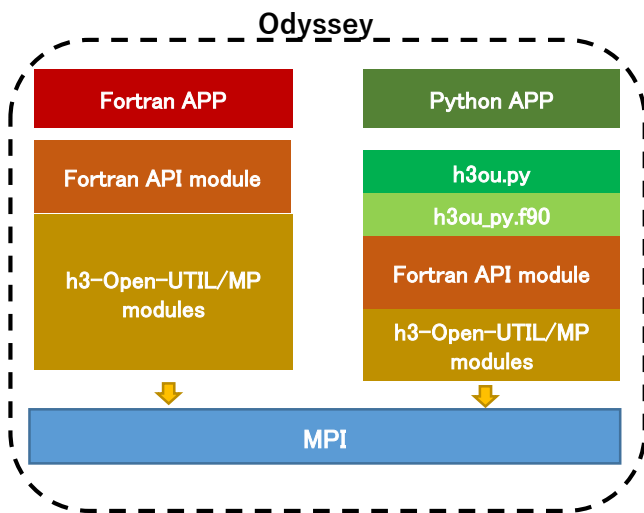 Odyssey
Fortran APP
Fortran API module
h3-Open-UTIL/MP
modules
Python APP
h3ou.py
h3ou_py.f90
Fortran API module
h3-Open-UTIL/MP
modules
MPI